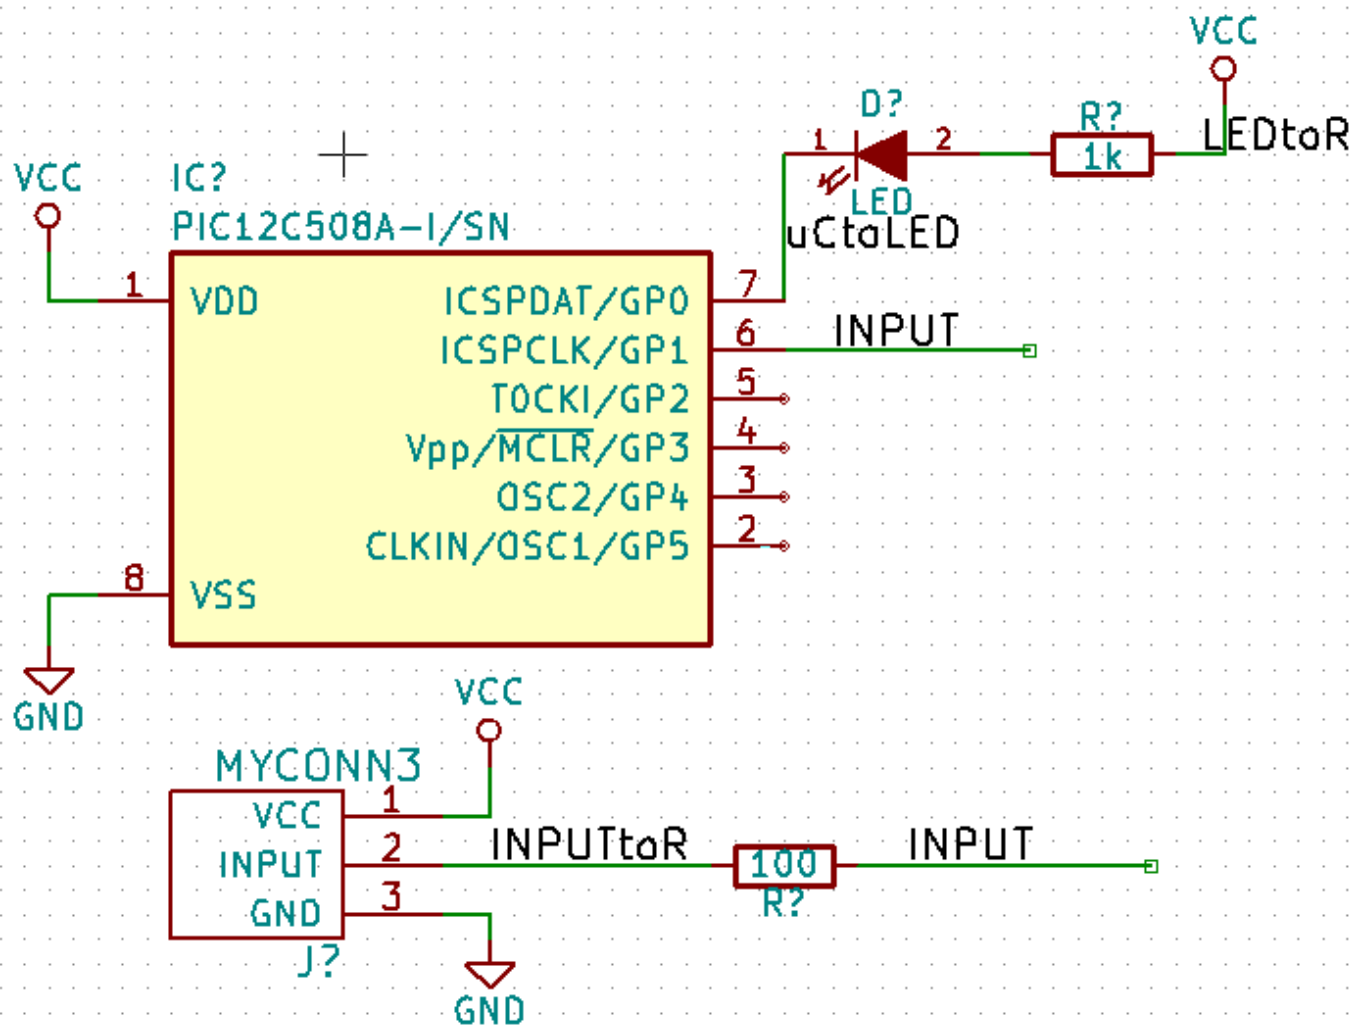 VCC
D?
R?
LEDtoR
1
2
1k
VCC
IC?
LED
PIC12C508A-I/SN
uCtoLED
1
VDD
ICSPDAT/GP0
7
ICSPCLK/GP1
6
INPUT
T0CKI/GP2
5
Vpp/MCLR/GP3
4
OSC2/GP4
3
CLKIN/OSC1/GP5
2
8
VSS
GND
VCC
MYCONN3
VCC
1
INPUT
2
INPUTtoR
100
INPUT
GND
3
R?
J?
GND